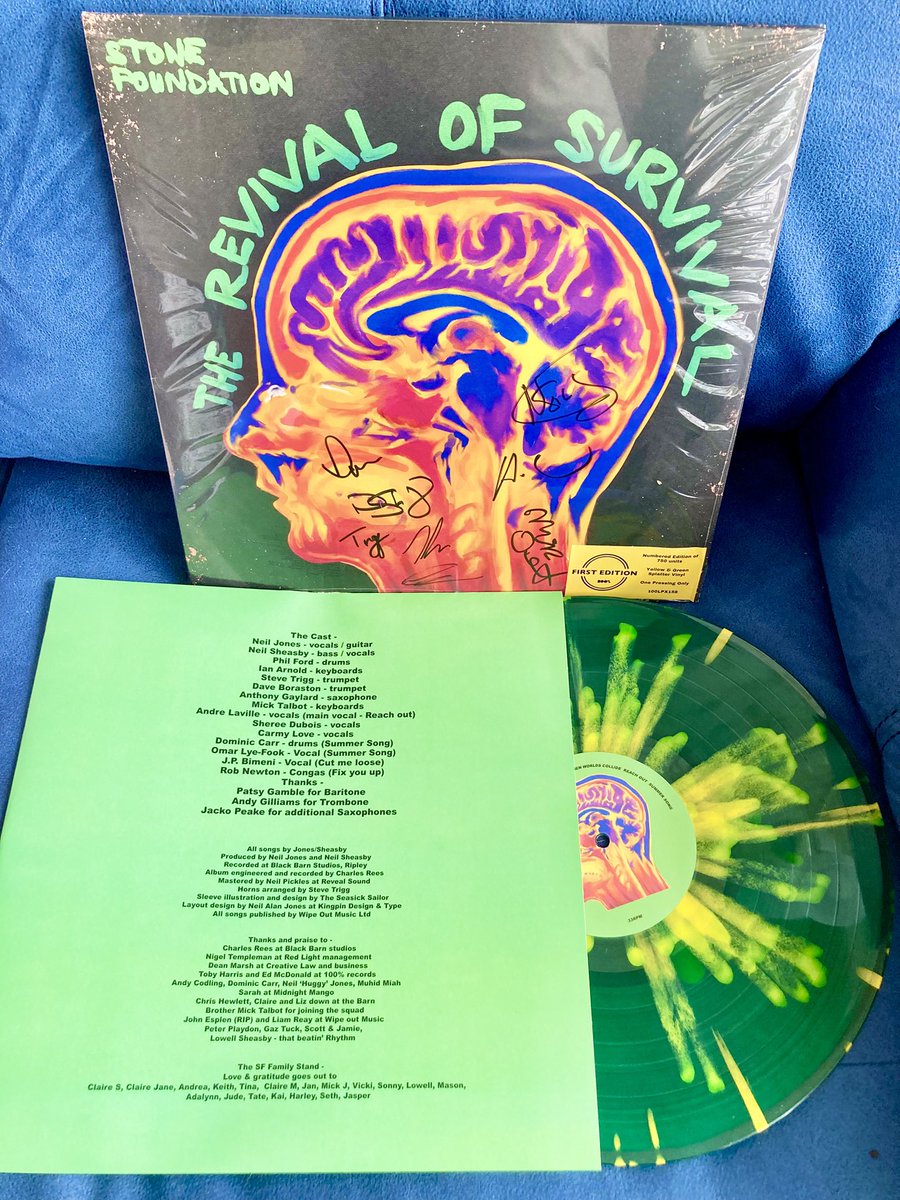 STONE
FOUNDATION
THE REVIVAL OF SURVIVAL
Trigg
Mick
FIRST EDITION
100%
Numbered Edition of
750 units
Yellow & Green
Splatter Vinyl
One Pressing Only
100LPX155
The Cast -
Neil Jones - vocals / guitar
Neil Sheasby - bass / vocals
Phil Ford - drums
Ian Arnold - keyboards
Steve Trigg - trumpet
Dave Boraston - trumpet
Anthony Gaylard - saxophone
Mick Talbot - keyboards
Andre Laville - vocals (main vocal - Reach out)
Sheree Dubois - vocals
Carmy Love - vocals
Dominic Carr - drums (Summer Song)
Omar Lye-Fook - Vocal (Summer Song)
J.P. Bimeni - Vocal (Cut me loose)
Rob Newton - Congas (Fix you up)
Thanks -
Patsy Gamble for Baritone
Andy Gilliams for Trombone
Jacko Peake for additional Saxophones
All songs by Jones/Sheasby
Produced by Neil Jones and Neil Sheasby
Recorded at Black Barn Studios, Ripley
Album engineered and recorded by Charles Rees
Mastered by Neil Pickles at Reveal Sound
Horns arranged by Steve Trigg
Sleeve illustration and design by The Seasick Sailor
Layout design by Neil Alan Jones at Kingpin Design & Type
All songs published by Wipe Out Music Ltd
Thanks and praise to -
Charles Rees at Black Barn studios
Nigel Templeman at Red Light management
Dean Marsh at Creative Law and business
Toby Harris and Ed McDonald at 100% records
Andy Codling, Dominic Carr, Neil ‘Huggy’ Jones, Muhid Miah
Sarah at Midnight Mango
Chris Hewlett, Claire and Liz down at the Barn
Brother Mick Talbot for joining the squad
John Esplen (RIP) and Liam Reay at Wipe out Music
Peter Playdon, Gaz Tuck, Scott & Jamie,
Lowell Sheasby - that beatin’ Rhythm
The SF Family Stand -
Love & gratitude goes out to
Claire S, Claire Jane, Andrea, Keith, Tina, Claire M, Jan, Mick J, Vicki, Sonny, Lowell, Mason,
Adalynn, Jude, Tate, Kai, Harley, Seth, Jasper
WORLDS COLLIDE REACH OUT SUMMER SONG
33RPM